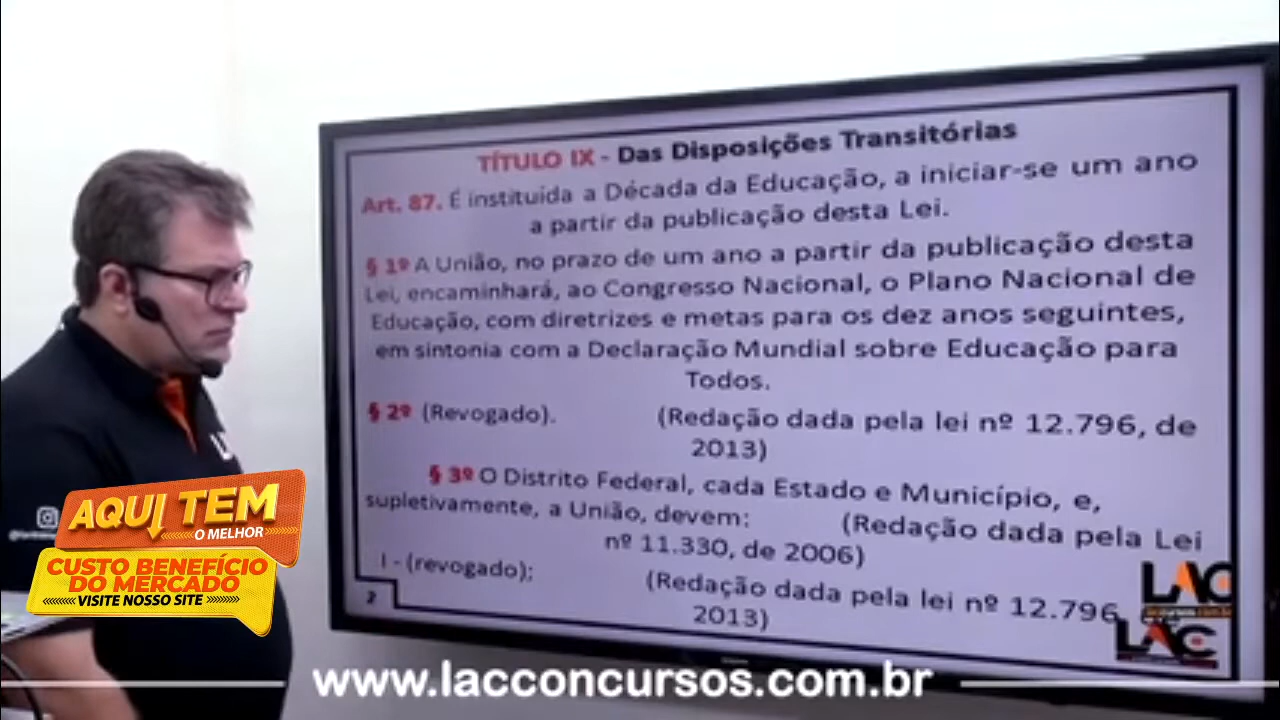 TÍTULO IX - Das Disposições Transitórias
Art. 87. É instituída a Década da Educação, a iniciar-se um ano
a partir da publicação desta Lei.
§ 1º A União, no prazo de um ano a partir da publicação desta
Lei, encaminhará, ao Congresso Nacional, o Plano Nacional de
Educação, com diretrizes e metas para os dez anos seguintes,
em sintonia com a Declaração Mundial sobre Educação para
Todos.
§ 2º (Revogado). (Redação dada pela lei nº 12.796, de
2013)
§ 3º O Distrito Federal, cada Estado e Município, e,
supletivamente, a União, devem: (Redação dada pela Lei
nº 11.330, de 2006)
I - (revogado); (Redação dada pela lei nº 12.796,
2013)
2
LAC
LAC
AQUI TEM
O MELHOR
CUSTO BENEFÍCIO
DO MERCADO
VISITE NOSSO SITE
www.lacconcursos.com.br